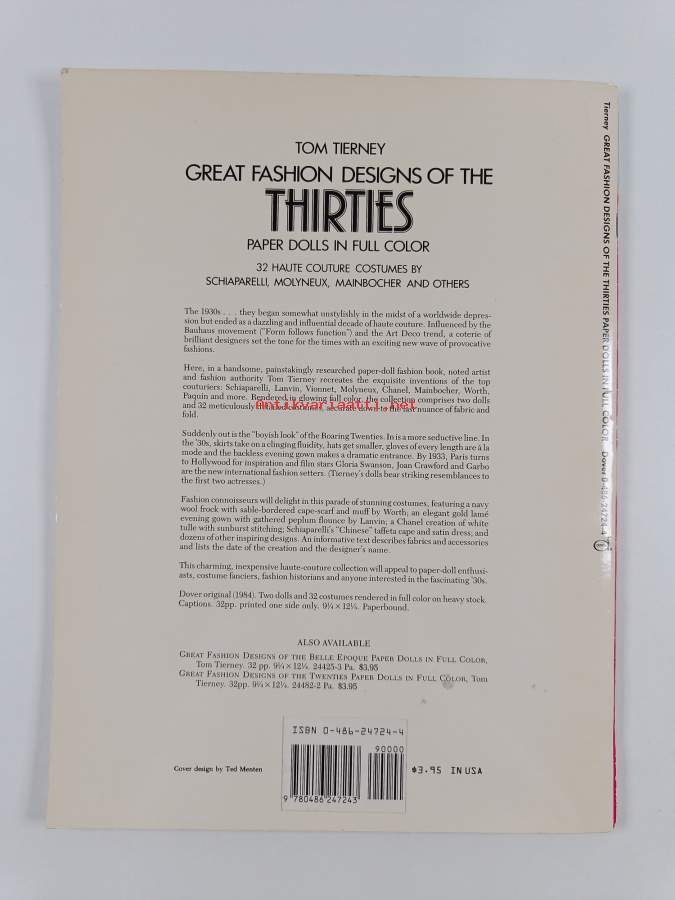 TOM TIERNEY
GREAT FASHION DESIGNS OF THE
THIRTIES
PAPER DOLLS IN FULL COLOR
32 HAUTE COUTURE COSTUMES BY
SCHIAPARELLI, MOLYNEUX, MAINBOCHER AND OTHERS
The 1930s . . . they began somewhat unstylishly in the midst of a worldwide depres-
sion but ended as a dazzling and influential decade of haute couture. Influenced by the
Bauhaus movement ("Form follows function") and the Art Deco trend, a coterie of
brilliant designers set the tone for the times with an exciting new wave of provocative
fashions.
Here, in a handsome, painstakingly researched paper-doll fashion book, noted artist
and fashion authority Tom Tierney recreates the exquisite inventions of the top
couturiers: Schiaparelli, Lanvin, Vionnet, Molyneux, Chanel, Mainbocher, Worth,
Paquin and more. Rendered in glowing full color, the collection comprises two dolls
and 32 meticulously detailed costumes, accurate down to the last nuance of fabric and
fold.
antikvariaatti.net
Suddenly out is the "boyish look" of the Roaring Twenties. In is a more seductive line. In
the '30s, skirts take on a clinging fluidity, hats get smaller, gloves of every length are à la
mode and the backless evening gown makes a dramatic entrance. By 1933, Paris turns
to Hollywood for inspiration and film stars Gloria Swanson, Joan Crawford and Garbo
are the new international fashion setters. (Tierney's dolls bear striking resemblances to
the first two actresses.)
Fashion connoisseurs will delight in this parade of stunning costumes, featuring a navy
wool frock with sable-bordered cape-scarf and muff by Worth; an elegant gold lamé
evening gown with gathered peplum flounce by Lanvin; a Chanel creation of white
tulle with sunburst stitching; Schiaparelli's "Chinese" taffeta cape and satin dress; and
dozens of other inspiring designs. An informative text describes fabrics and accessories
and lists the date of the creation and the designer's name.
This charming, inexpensive haute-couture collection will appeal to paper-doll enthusi-
asts, costume fanciers, fashion historians and anyone interested in the fascinating '30s.
Dover original (1984). Two dolls and 32 costumes rendered in full color on heavy stock.
Captions. 32pp. printed one side only. 9¼ × 12¼. Paperbound.
ALSO AVAILABLE
GREAT FASHION DESIGNS OF THE BELLE EPOQUE PAPER DOLLS IN FULL COLOR,
Tom Tierney. 32 pp. 9¼ × 12¼. 24425-3 Pa. $3.95
GREAT FASHION DESIGNS OF THE TWENTIES PAPER DOLLS IN FULL COLOR, Tom
Tierney. 32pp. 9¼ × 12¼. 24482-2 Pa. $3.95
ISBN 0-486-24724-4
90000
9 780486 247243
Cover design by Ted Menten
$3.95 IN USA
Tierney GREAT FASHION DESIGNS OF THE THIRTIES PAPER DOLLS IN FULL COLOR Dover 0-486-24724-4